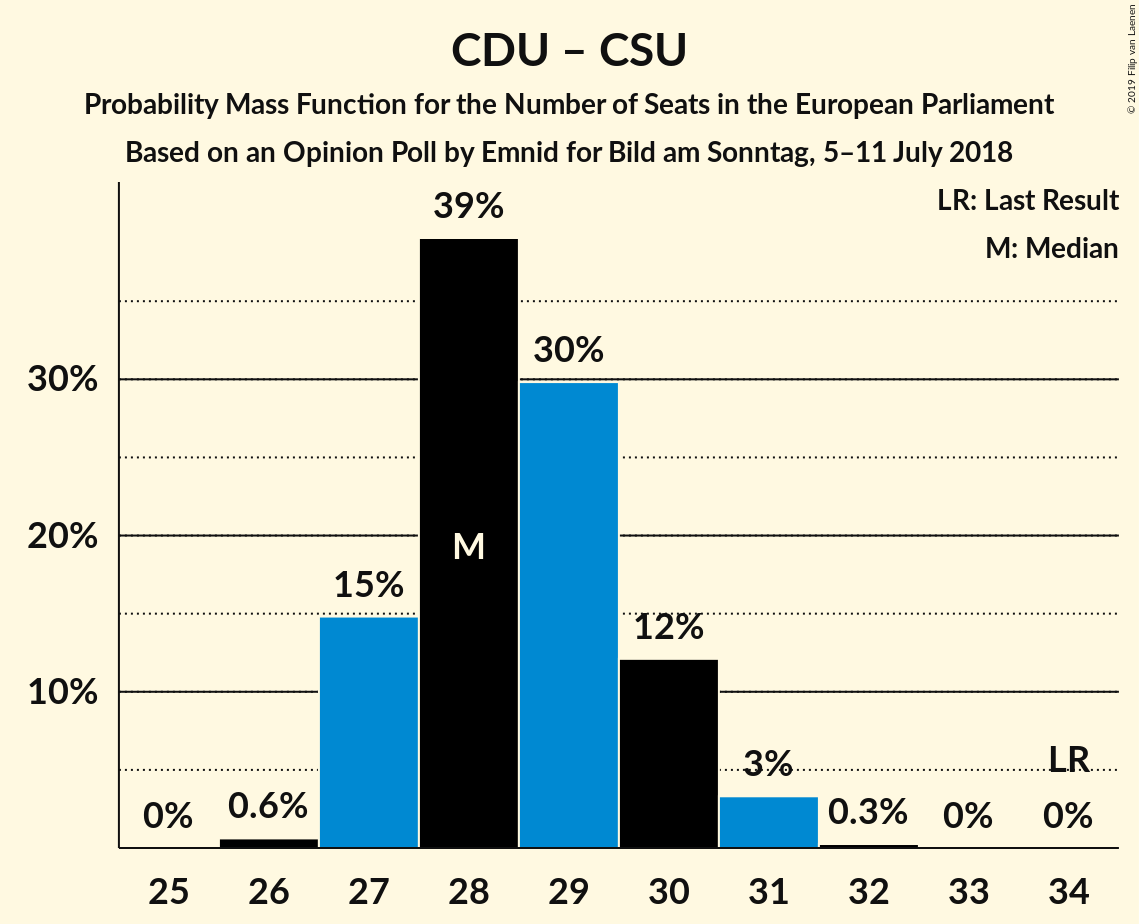 CDU – CSU
Probability Mass Function for the Number of Seats in the European Parliament
Based on an Opinion Poll by Emnid for Bild am Sonntag, 5–11 July 2018
© 2019 Filip van Laenen
LR: Last Result
M: Median
39%
30%
30%
M
20%
15%
12%
10%
3%
LR
0%
0.6%
0.3%
0%
0%
25 26 27 28 29 30 31 32 33 34